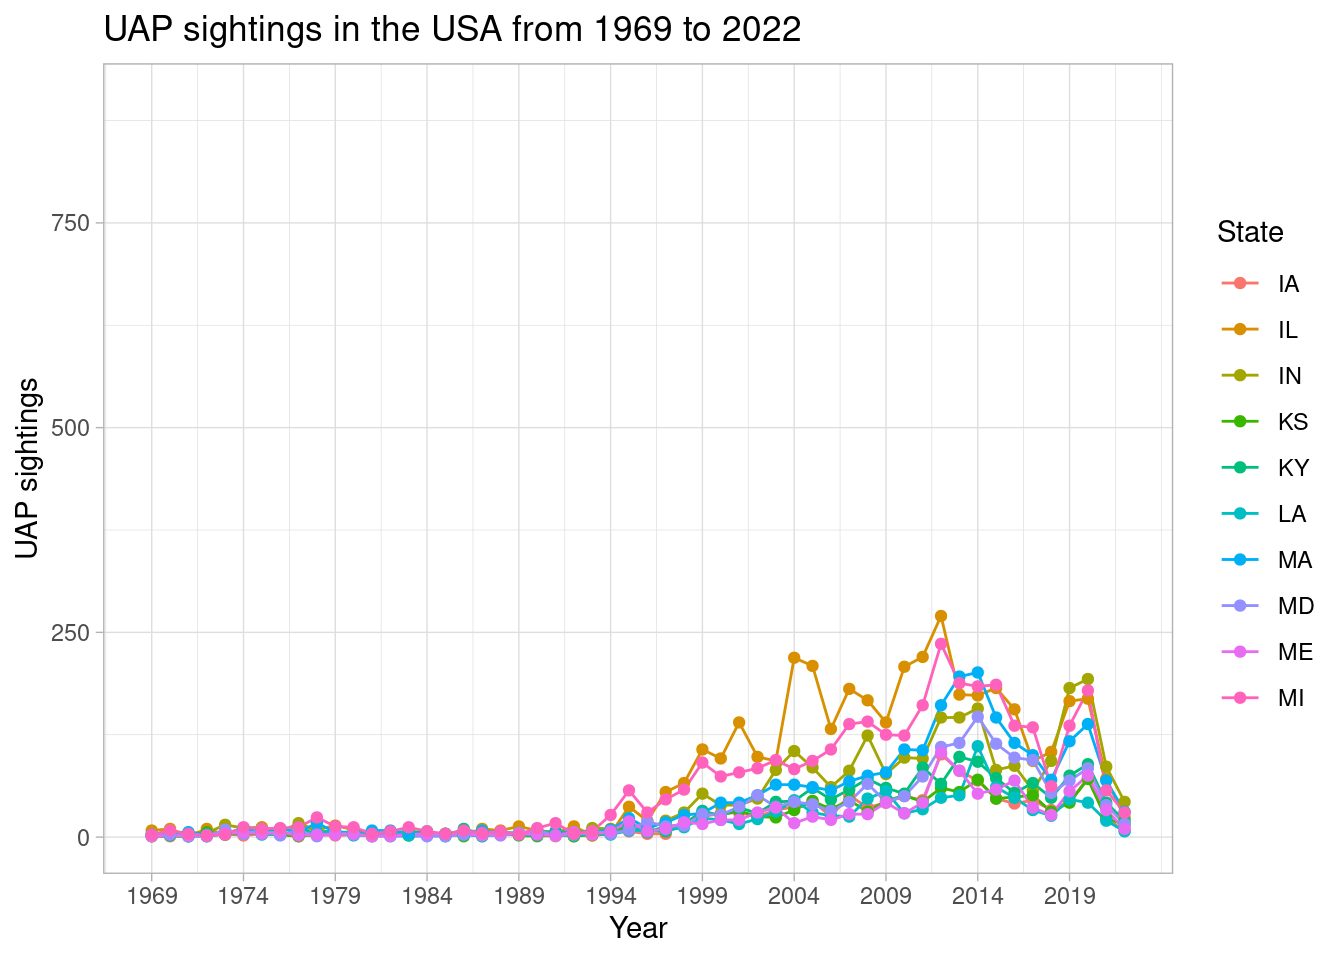 UAP sightings in the USA from 1969 to 2022
750
500
250
0
UAP sightings
1969 1974 1979 1984 1989 1994 1999 2004 2009 2014 2019
Year
State
IA
IL
IN
KS
KY
LA
MA
MD
ME
MI